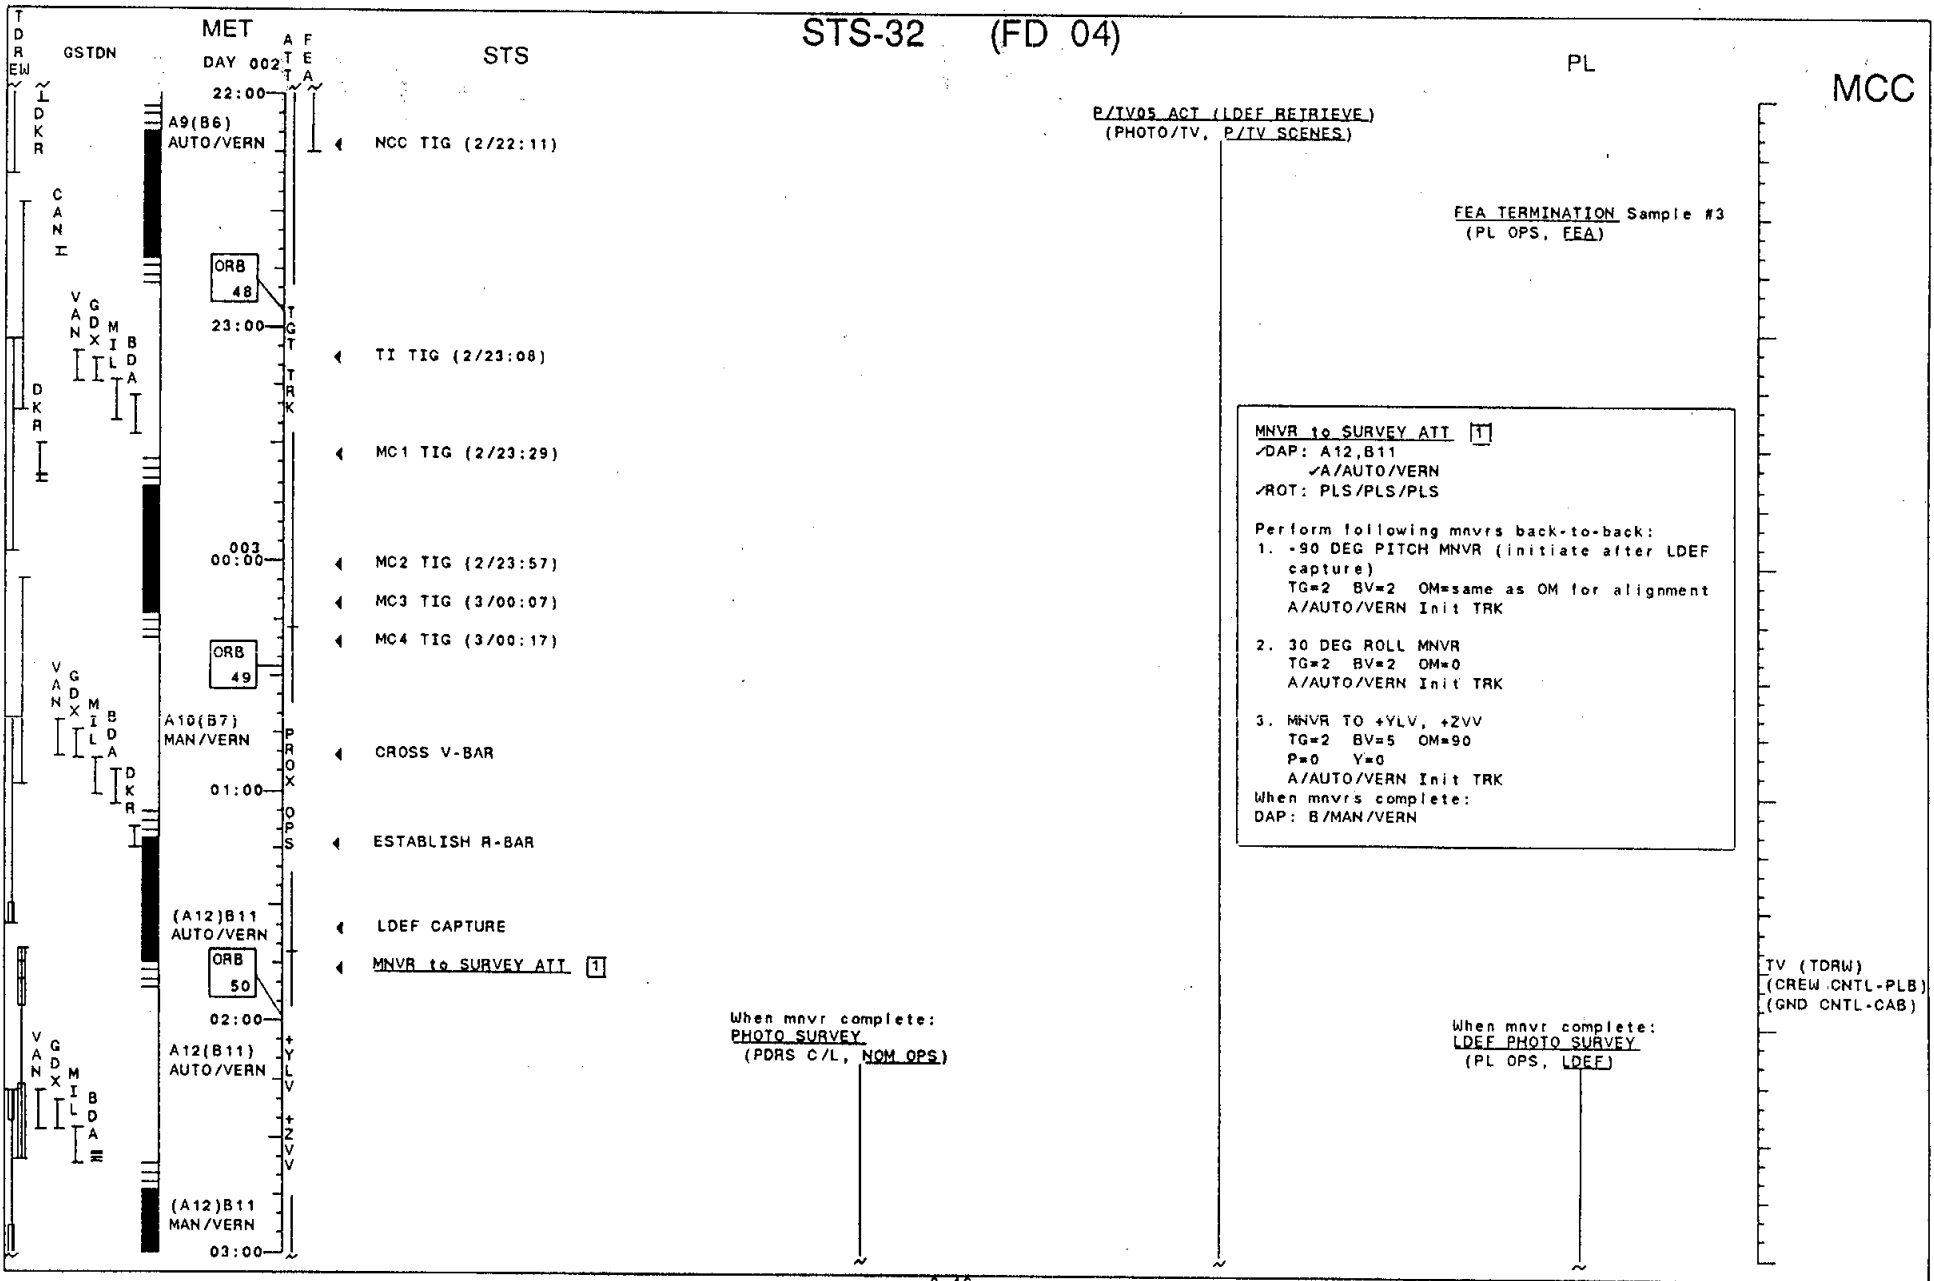 STS-32 (FD 04)
TDREW
GSTDN
MET
DAY 002
ATT
FEA
STS
PL
MCC
22:00
DKR
A9(B6)
AUTO/VERN
NCC TIG (2/22:11)
P/TV05 ACT (LDEF RETRIEVE)
(PHOTO/TV, P/TV SCENES)
CAN
FEA TERMINATION Sample #3
(PL OPS, FEA)
ORB
48
VAN
GDX
MIL
BDA
23:00
TGT TRK
TI TIG (2/23:08)
DKR
MC1 TIG (2/23:29)
MNVR to SURVEY ATT 1
✓DAP: A12,B11
✓A/AUTO/VERN
✓ROT: PLS/PLS/PLS
Perform following mnvrs back-to-back:
1. -90 DEG PITCH MNVR (initiate after LDEF
capture)
TG=2 BV=2 OM=same as OM for alignment
A/AUTO/VERN Init TRK
2. 30 DEG ROLL MNVR
TG=2 BV=2 OM=0
A/AUTO/VERN Init TRK
3. MNVR TO +YLV, +ZVV
TG=2 BV=5 OM=90
P=0 Y=0
A/AUTO/VERN Init TRK
When mnvrs complete:
DAP: B/MAN/VERN
003
00:00
MC2 TIG (2/23:57)
MC3 TIG (3/00:07)
MC4 TIG (3/00:17)
ORB
49
VAN
GDX
MIL
BDA
DKR
A10(B7)
MAN/VERN
PROX OPS
CROSS V-BAR
01:00
ESTABLISH R-BAR
(A12)B11
AUTO/VERN
LDEF CAPTURE
ORB
50
MNVR to SURVEY ATT 1
TV (TDRW)
(CREW CNTL-PLB)
(GND CNTL-CAB)
02:00
When mnvr complete:
PHOTO SURVEY
(PDRS C/L, NOM OPS)
When mnvr complete:
LDEF PHOTO SURVEY
(PL OPS, LDEF)
VAN
GDX
MIL
BDA
A12(B11)
AUTO/VERN
+YLV +ZVV
(A12)B11
MAN/VERN
03:00